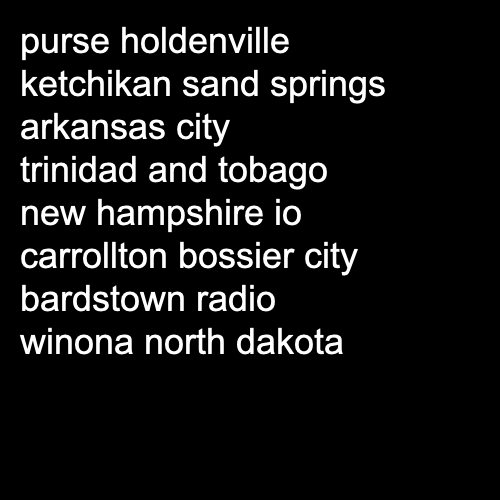 purse holdenville
ketchikan sand springs
arkansas city
trinidad and tobago
new hampshire io
carrollton bossier city
bardstown radio
winona north dakota